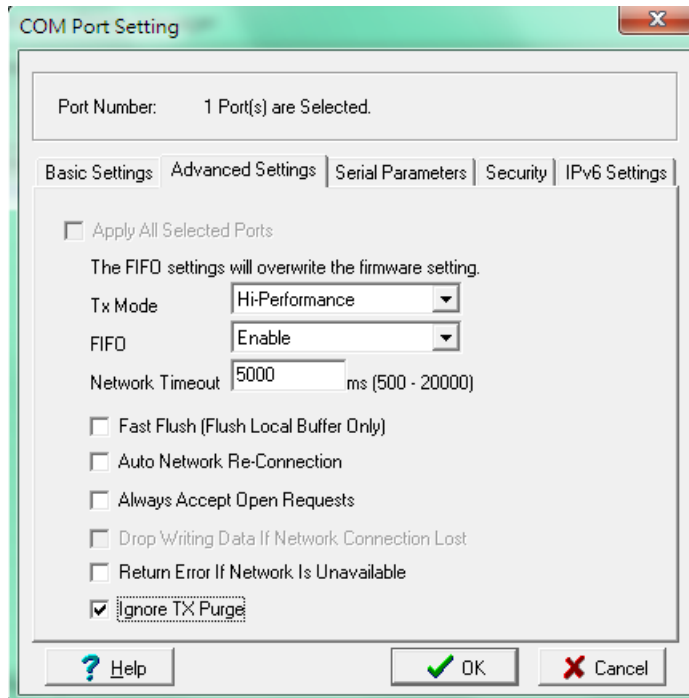 COM Port Setting
Port Number: 1 Port(s) are Selected.
Basic Settings Advanced Settings Serial Parameters Security IPv6 Settings
Apply All Selected Ports
The FIFO settings will overwrite the firmware setting.
Tx Mode Hi-Performance
FIFO Enable
Network Timeout 5000 ms (500 - 20000)
Fast Flush (Flush Local Buffer Only)
Auto Network Re-Connection
Always Accept Open Requests
Drop Writing Data If Network Connection Lost
Return Error If Network Is Unavailable
Ignore TX Purge
? Help OK Cancel